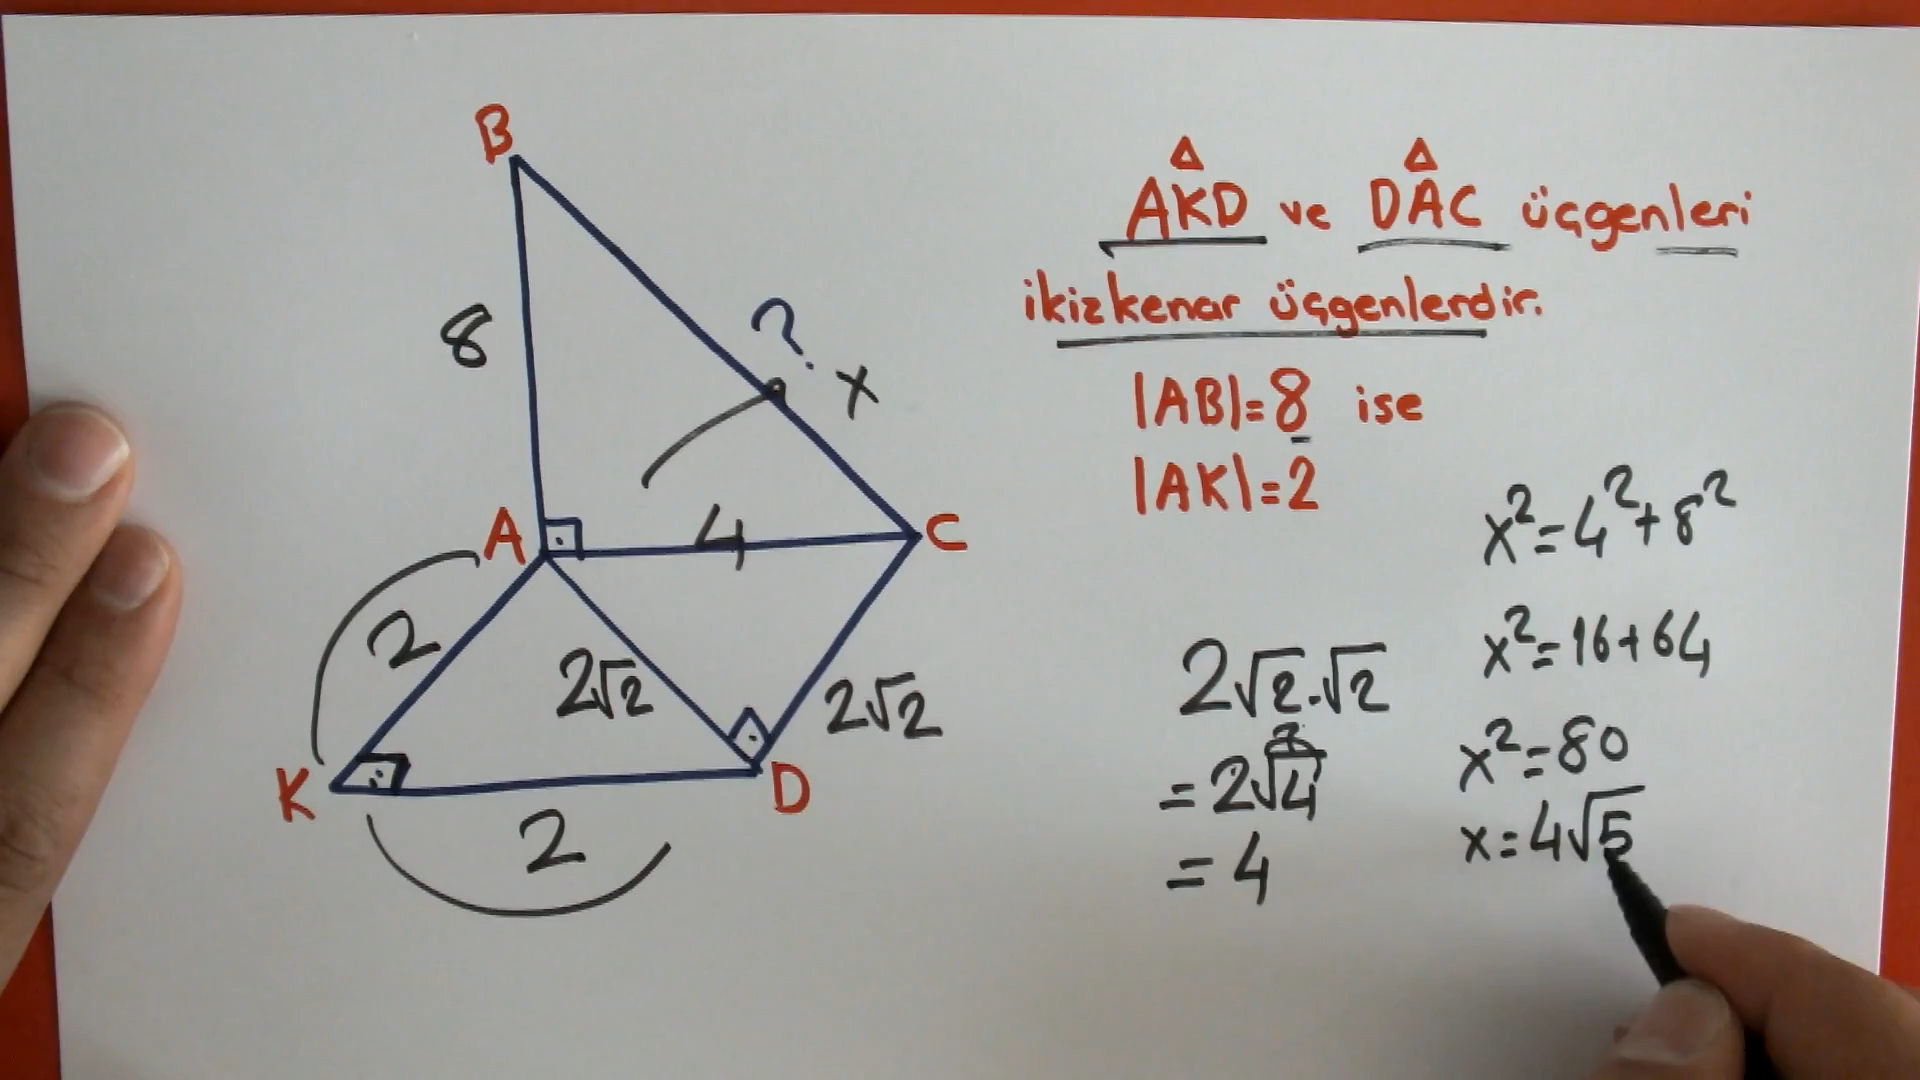 B
AKD ve DAC üçgenleri
ikizkenar üçgenlerdir.
8
?
x
|AB|=8 ise
|AK|=2
A
4
C
2
2√2
2√2
K
2
D
2√2.√2
=2√4
=4
x²=4²+8²
x²=16+64
x²=80
x=4√5